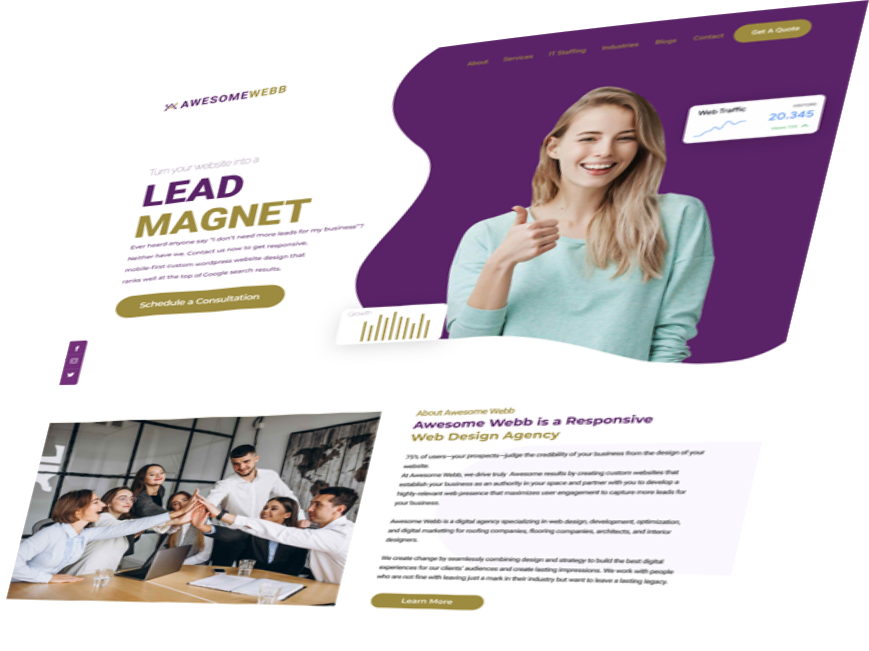 About Services IT Staffing Industries Blogs Contact Get A Quote
AWESOMEWEBB
Web Traffic
VISITORS
20,345
Turn your website into a
LEAD
MAGNET
Ever heard anyone say "I don't need more leads for my business"?
Neither have we. Contact us now to get responsive,
mobile-first custom wordpress website design that
ranks well at the top of Google search results.
Schedule a Consultation
Growth
About Awesome Webb
Awesome Webb is a Responsive
Web Design Agency
75% of users—your prospects—judge the credibility of your business from the design of your
website.
At Awesome Webb, we drive truly Awesome results by creating custom websites that
establish your business as an authority in your space and partner with you to develop a
highly-relevant web presence that maximizes user engagement to capture more leads for
your business.
Awesome Webb is a digital agency specializing in web design, development, optimization,
and digital marketing for roofing companies, flooring companies, architects, and interior
designers.
We create change by seamlessly combining design and strategy to build the best digital
experiences for our clients' audiences and create lasting impressions. We work with people
who are not fine with leaving just a mark in their industry but want to leave a lasting legacy.
Learn More